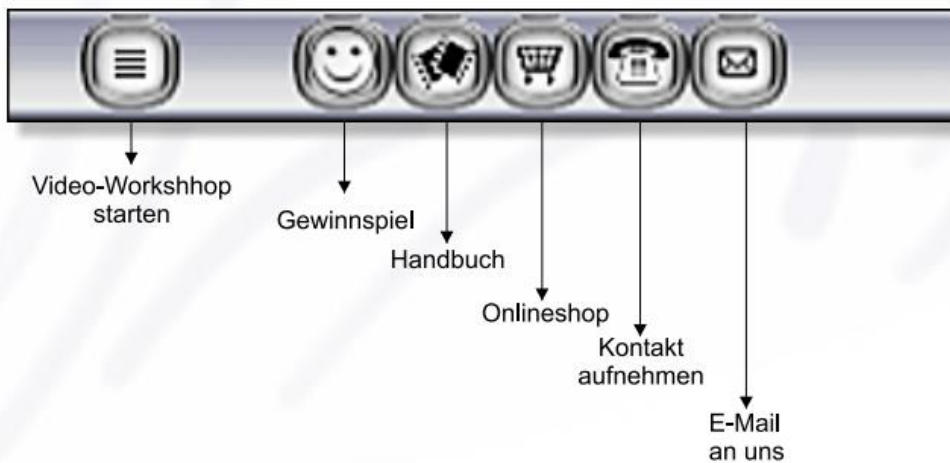 Video-Workshhop
starten
Gewinnspiel
Handbuch
Onlineshop
Kontakt
aufnehmen
E-Mail
an uns